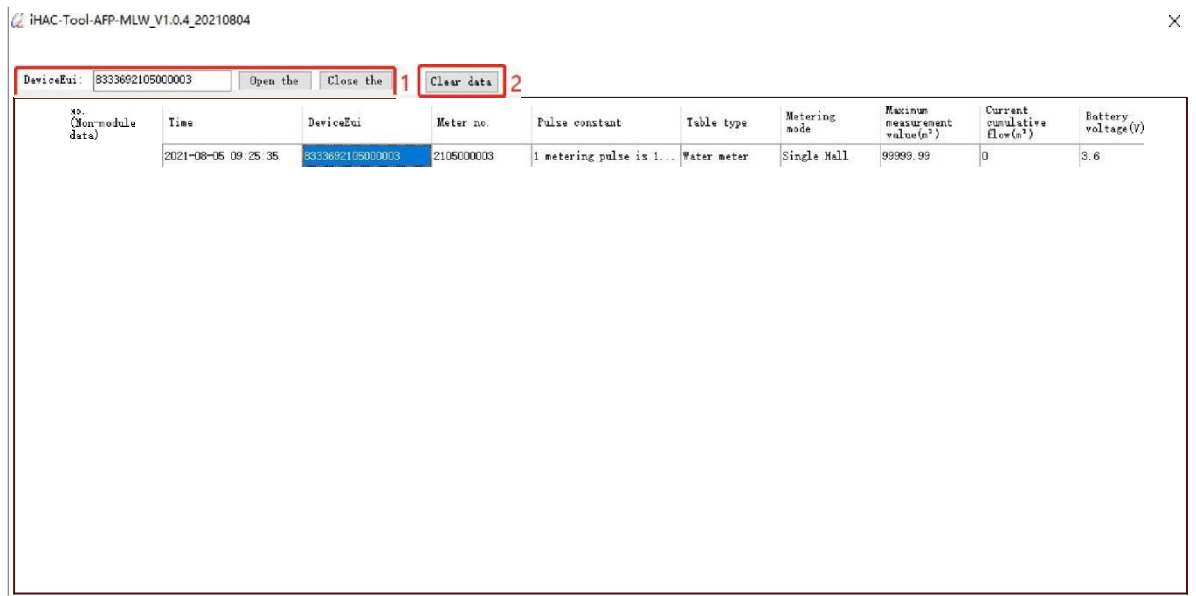 iHAC-Tool-AFP-MLW_V1.0.4_20210804
DeviceEui: 8333692105000003 Open the Close the 1 Clear data 2
No.
(Non-module
data)
Time
DeviceEui
Meter no.
Pulse constant
Table type
Metering
mode
Maximum
measurement
value(m³)
Current
cumulative
flow(m³)
Battery
voltage(V)
2021-08-05 09:25:35 8333692105000003 2105000003 1 metering pulse is 1... Water meter Single Hall 99999.99 0 3.6